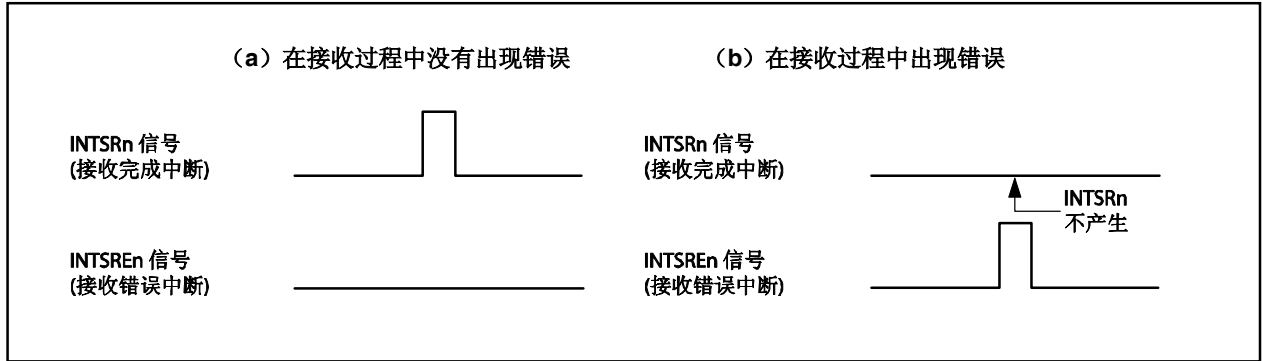 （a）在接收过程中没有出现错误
（b）在接收过程中出现错误
INTSRn 信号
(接收完成中断)
INTSREn 信号
(接收错误中断)
INTSRn 信号
(接收完成中断)
INTSRn
不产生
INTSREn 信号
(接收错误中断)